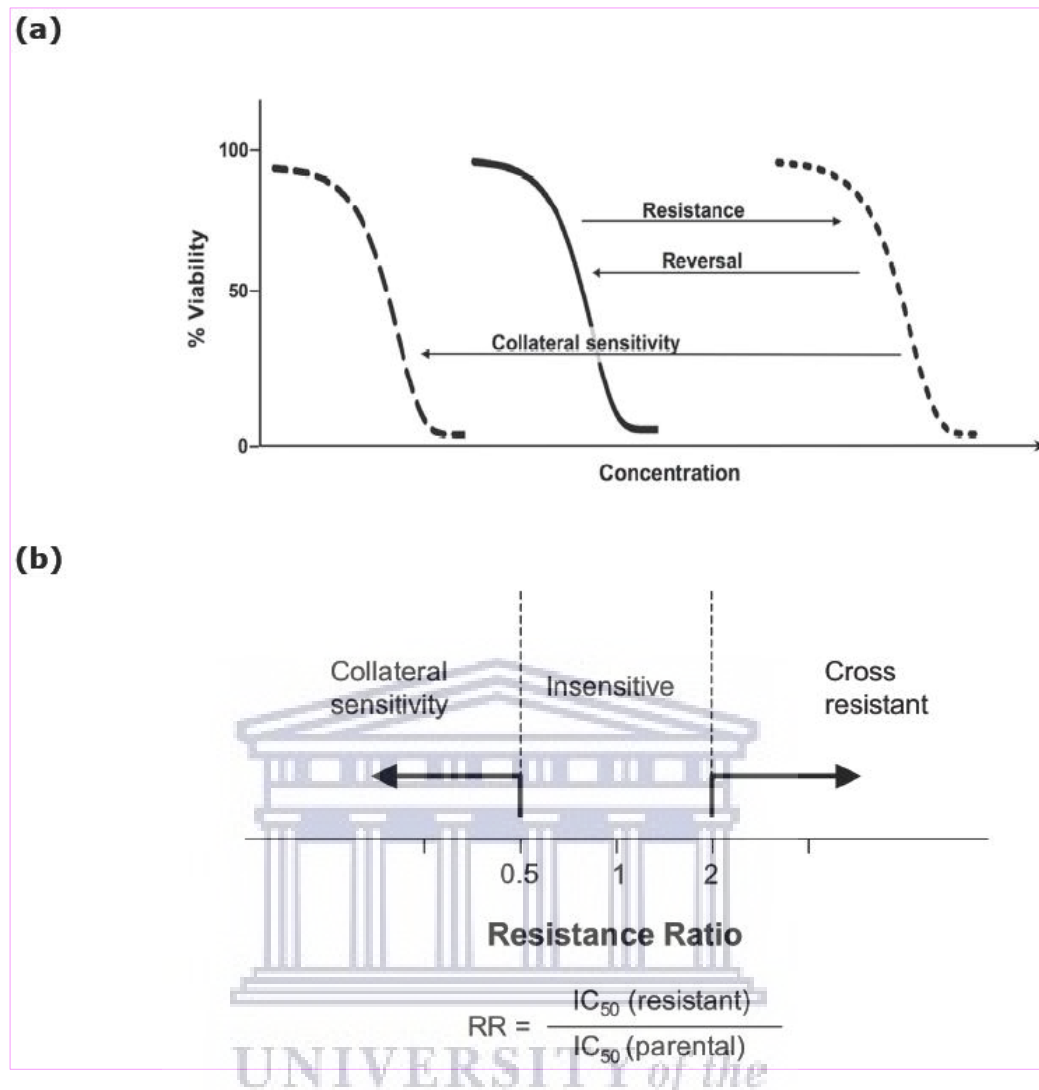 (a)
100
Resistance
Reversal
50
% Viability
Collateral sensitivity
0
Concentration
(b)
Collateral
sensitivity
Insensitive
Cross
resistant
0.5 1 2
Resistance Ratio
RR = IC50 (resistant)
IC50 (parental)
UNIVERSITY of the